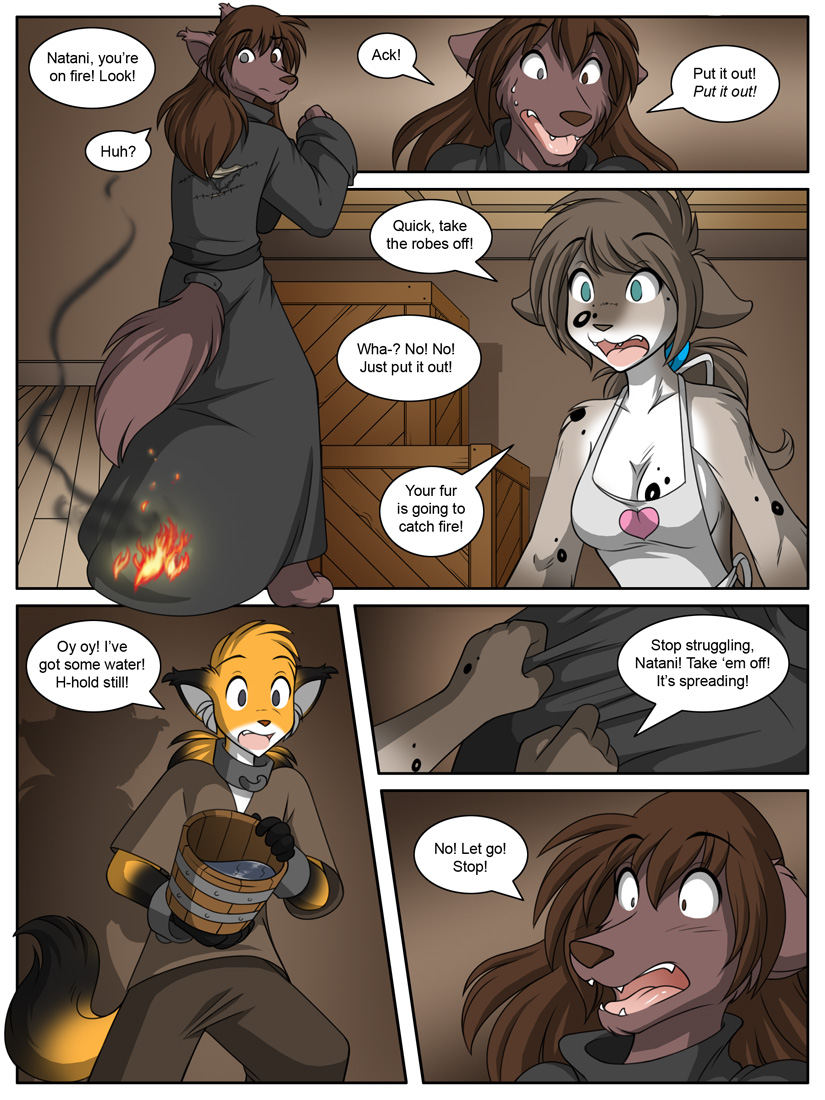 Natani, you're
on fire! Look!
Huh?
Ack!
Put it out!
Put it out!
Quick, take
the robes off!
Wha-? No! No!
Just put it out!
Your fur
is going to
catch fire!
Oy oy! I've
got some water!
H-hold still!
Stop struggling,
Natani! Take ‘em off!
It's spreading!
No! Let go!
Stop!